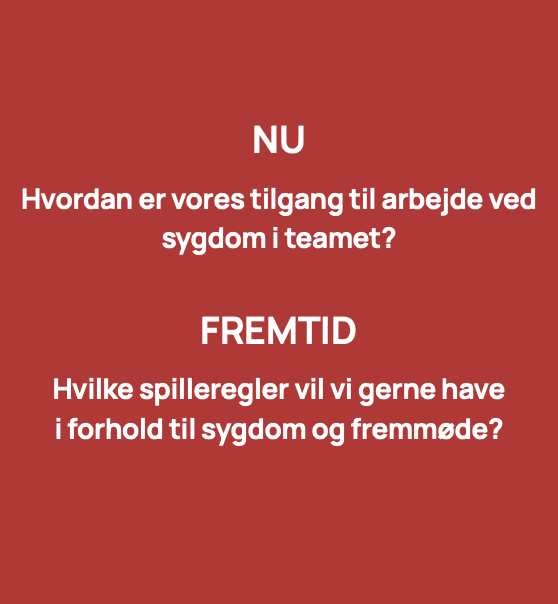 NU
Hvordan er vores tilgang til arbejde ved
sygdom i teamet?
FREMTID
Hvilke spilleregler vil vi gerne have
i forhold til sygdom og fremmøde?